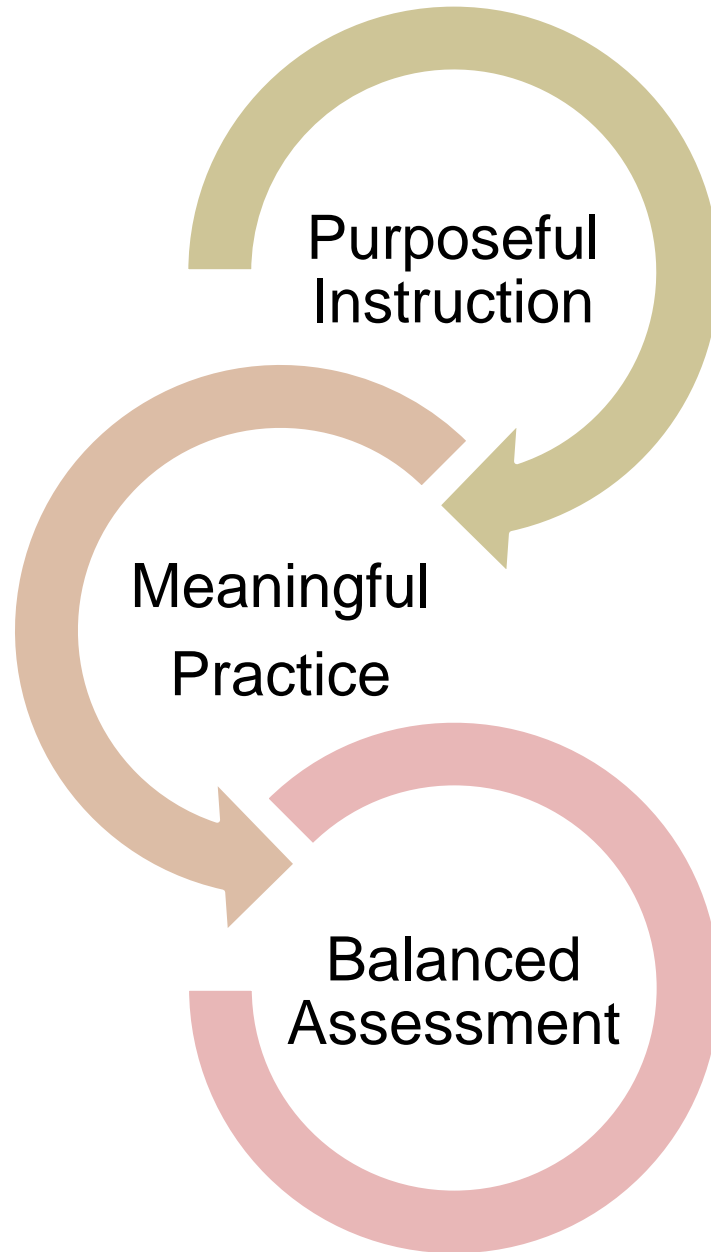 Purposeful
Instruction
Meaningful
Practice
Balanced
Assessment